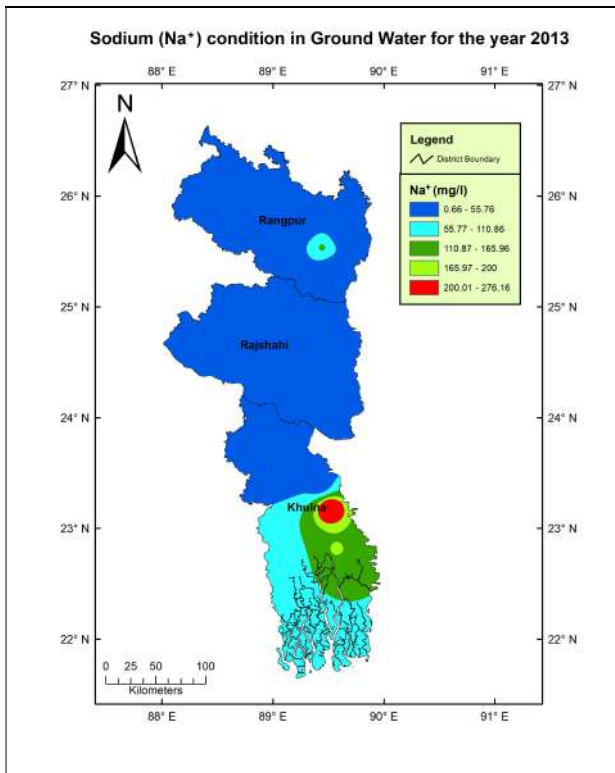 Sodium (Na⁺) condition in Ground Water for the year 2013
88° E 89° E 90° E 91° E
27° N 27° N
N
Legend
District Boundary
Na⁺ (mg/l)
0.66 - 55.76
55.77 - 110.86
110.87 - 165.96
165.97 - 200
200.01 - 276.16
26° N 26° N
Rangpur
25° N 25° N
Rajshahi
24° N 24° N
Khulna
23° N 23° N
22° N 22° N
0 25 50 100
Kilometers
88° E 89° E 90° E 91° E